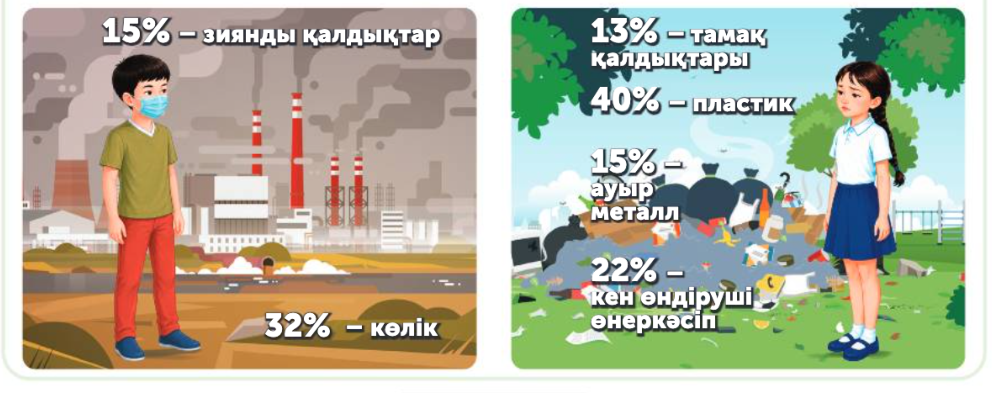 15% – зиянды қалдықтар
32% – көлік
13% – тамақ
қалдықтары
40% – пластик
15% –
ауыр
металл
22% –
кен өндіруші
өнеркәсіп